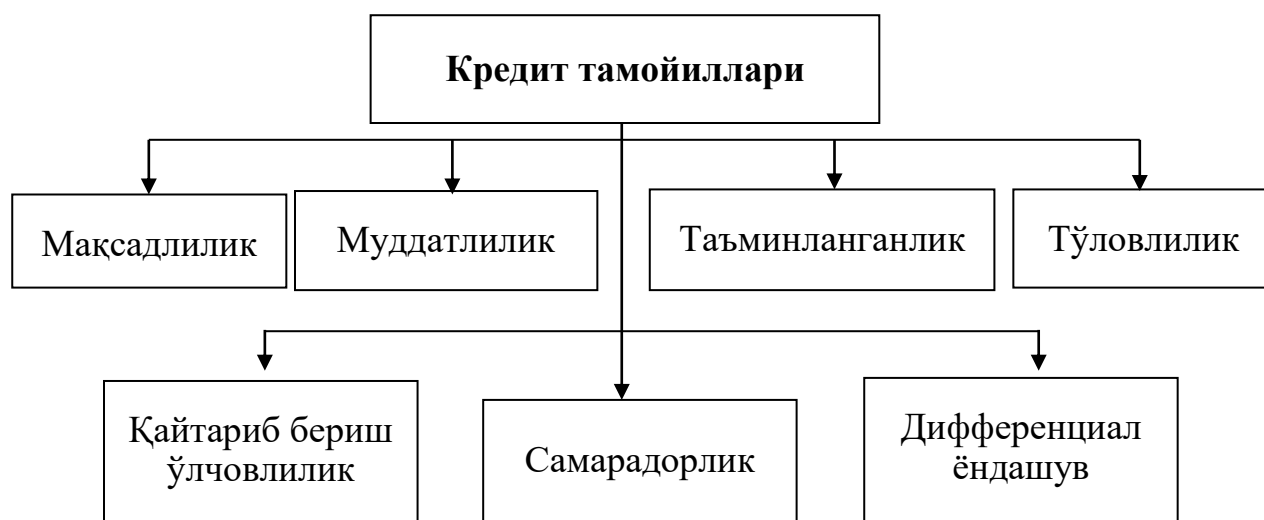 Кредит тамойиллари
Мақсадлилик
Муддатлилик
Таъминланганлик
Тўловлилик
Қайтариб бериш
ўлчовлилик
Самарадорлик
Дифференциал
ёндашув